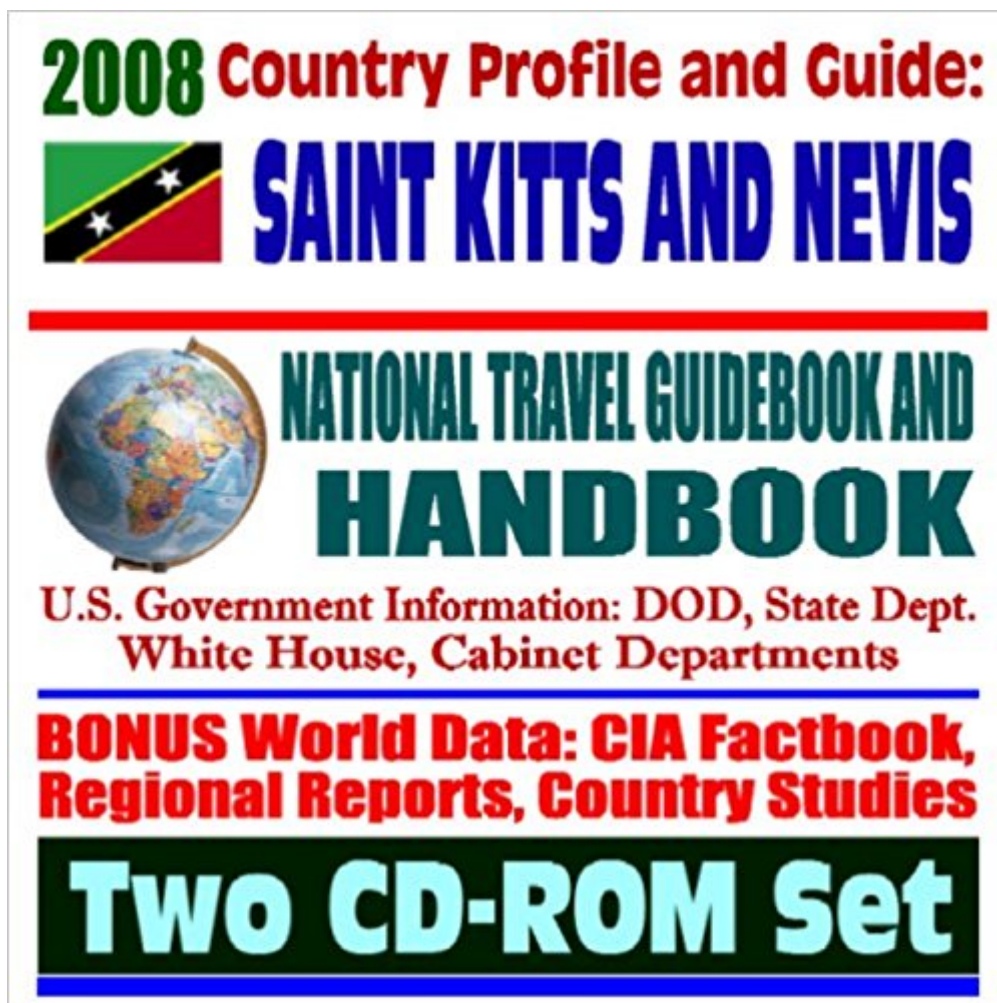 2008 Country Profile and Guide:
SAINT KITTS AND NEVIS
NATIONAL TRAVEL GUIDEBOOK AND
HANDBOOK
U.S. Government Information: DOD, State Dept.
White House, Cabinet Departments
BONUS World Data: CIA Factbook,
Regional Reports, Country Studies
Two CD-ROM Set